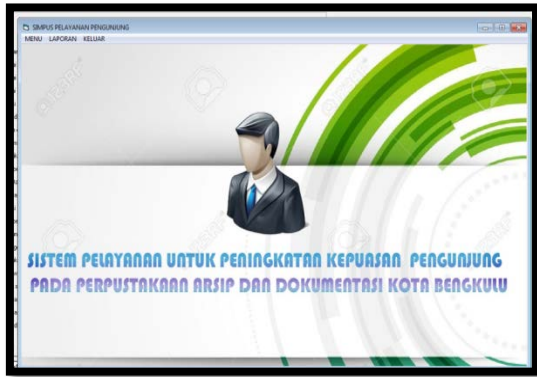 SIMPUS PELAYANAN PENGUNJUNG
MENU LAPORAN KELUAR
SISTEM PELAYANAN UNTUK PENINGKATAN KEPUASAN PENGUNJUNG
PADA PERPUSTAKAAN ARSIP DAN DOKUMENTASI KOTA BENGKULU